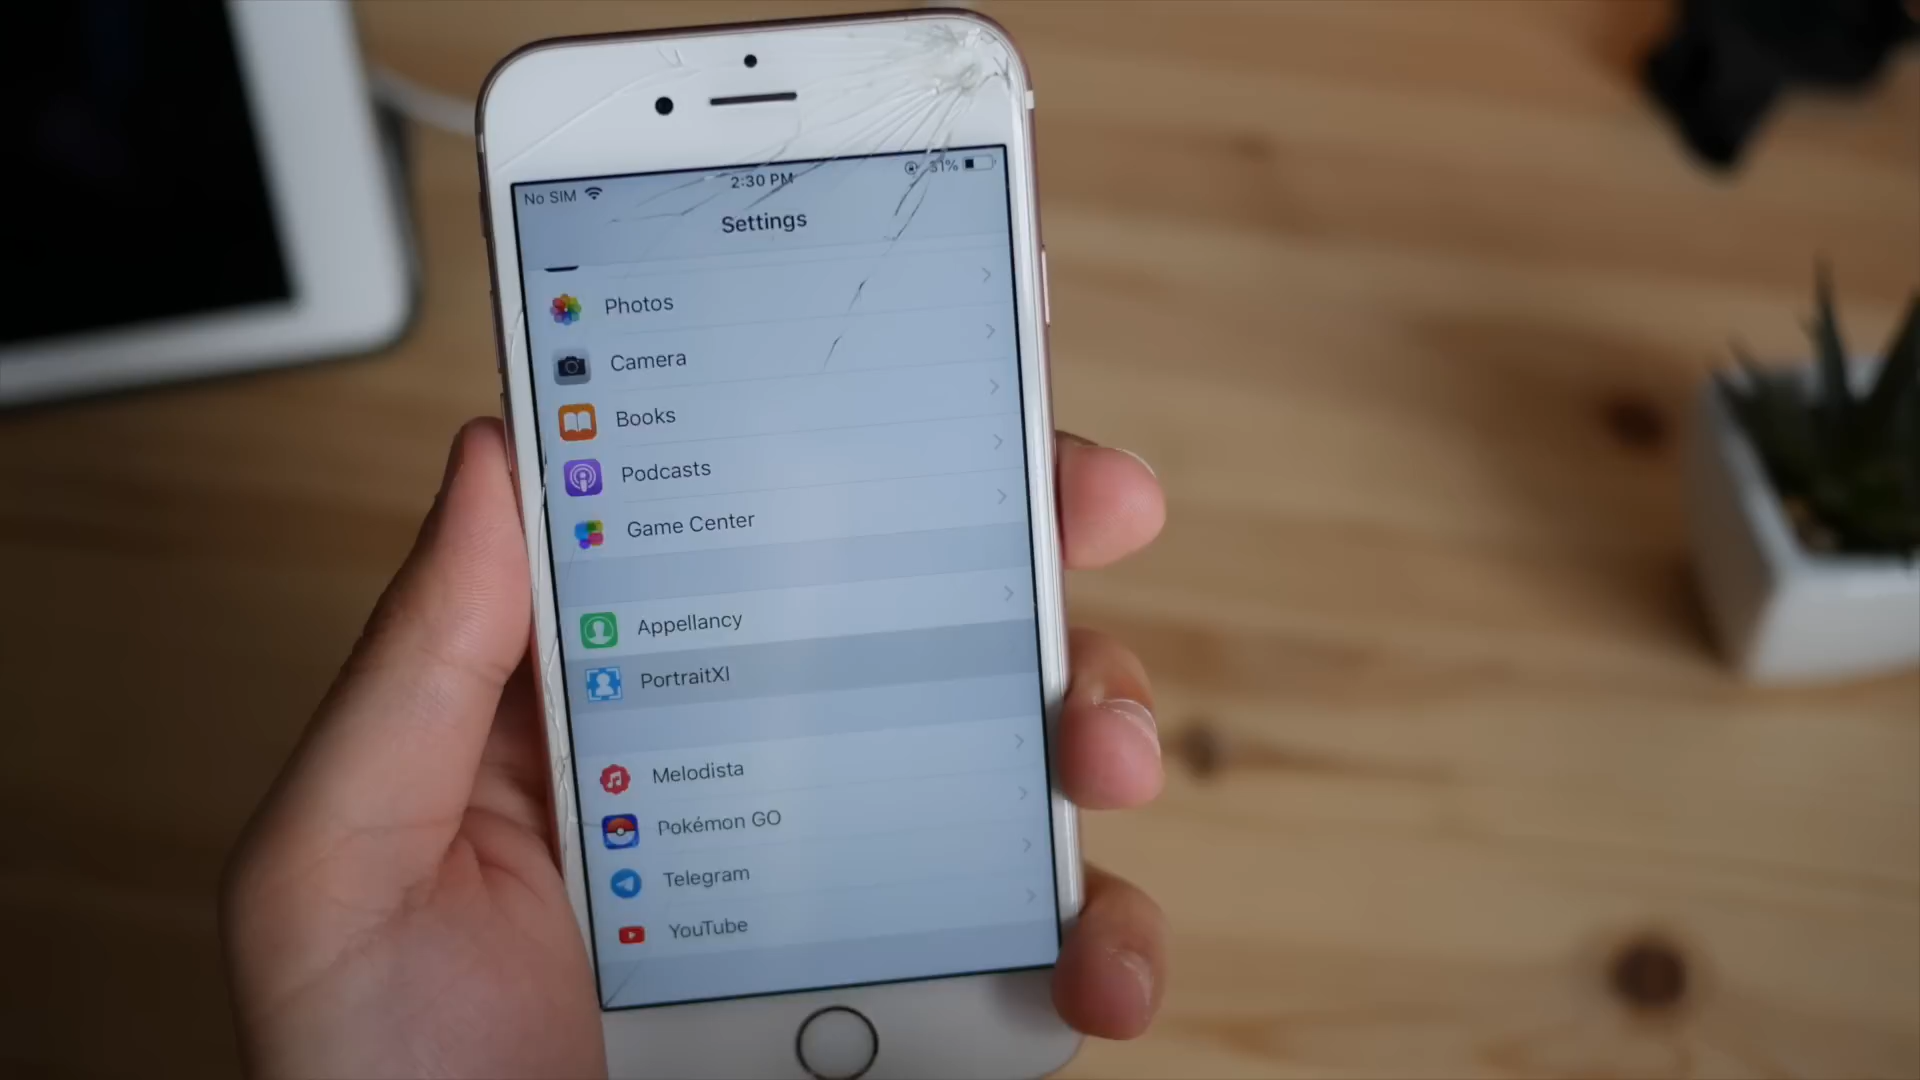 No SIM 2:30 PM 31%
Settings
Photos
Camera
Books
Podcasts
Game Center
Appellancy
PortraitXI
Melodista
Pokémon GO
Telegram
YouTube